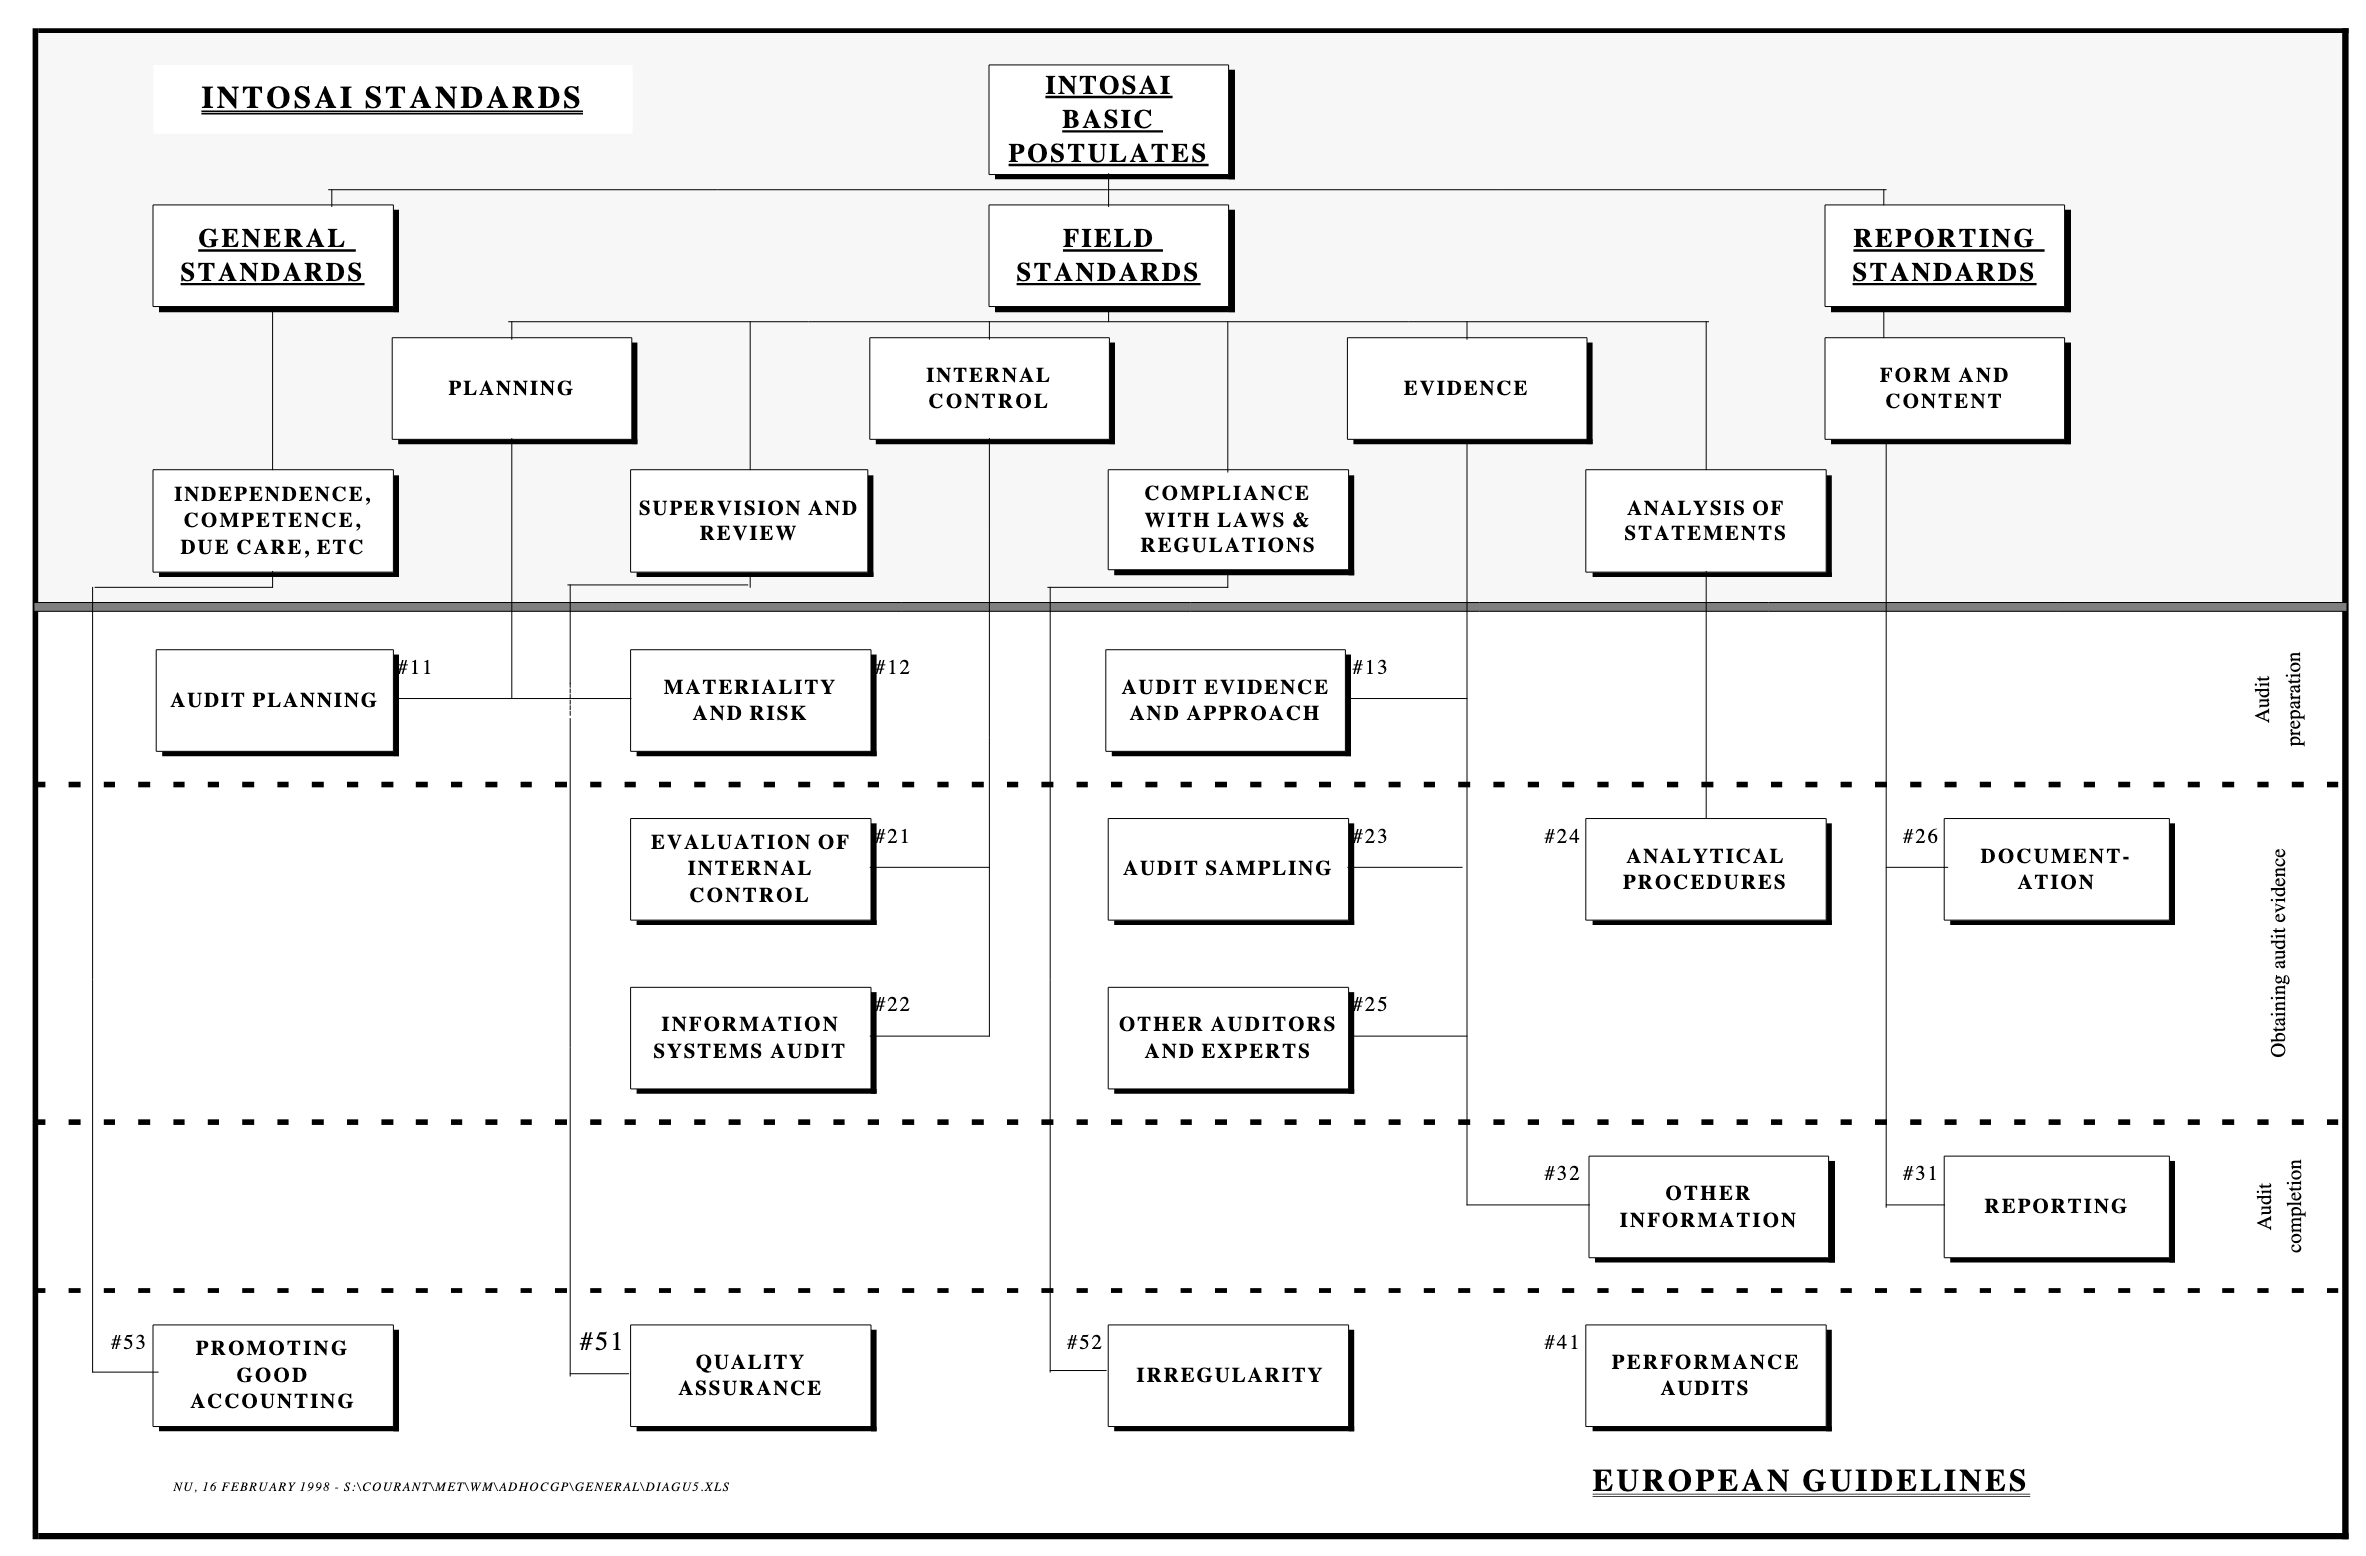 INTOSAI STANDARDS
INTOSAI
BASIC
POSTULATES
GENERAL
STANDARDS
FIELD
STANDARDS
REPORTING
STANDARDS
PLANNING
INTERNAL
CONTROL
EVIDENCE
FORM AND
CONTENT
INDEPENDENCE,
COMPETENCE,
DUE CARE, ETC
SUPERVISION AND
REVIEW
COMPLIANCE
WITH LAWS &
REGULATIONS
ANALYSIS OF
STATEMENTS
#11
AUDIT PLANNING
#12
MATERIALITY
AND RISK
#13
AUDIT EVIDENCE
AND APPROACH
Audit
preparation
#21
EVALUATION OF
INTERNAL
CONTROL
#23
AUDIT SAMPLING
#24
ANALYTICAL
PROCEDURES
#26
DOCUMENT-
ATION
Obtaining audit evidence
#22
INFORMATION
SYSTEMS AUDIT
#25
OTHER AUDITORS
AND EXPERTS
#32
OTHER
INFORMATION
#31
REPORTING
Audit
completion
#53
PROMOTING
GOOD
ACCOUNTING
#51
QUALITY
ASSURANCE
#52
IRREGULARITY
#41
PERFORMANCE
AUDITS
NU, 16 FEBRUARY 1998 - S:\COURANT\MET\WM\ADHOCGP\GENERAL\DIAGU5.XLS
EUROPEAN GUIDELINES